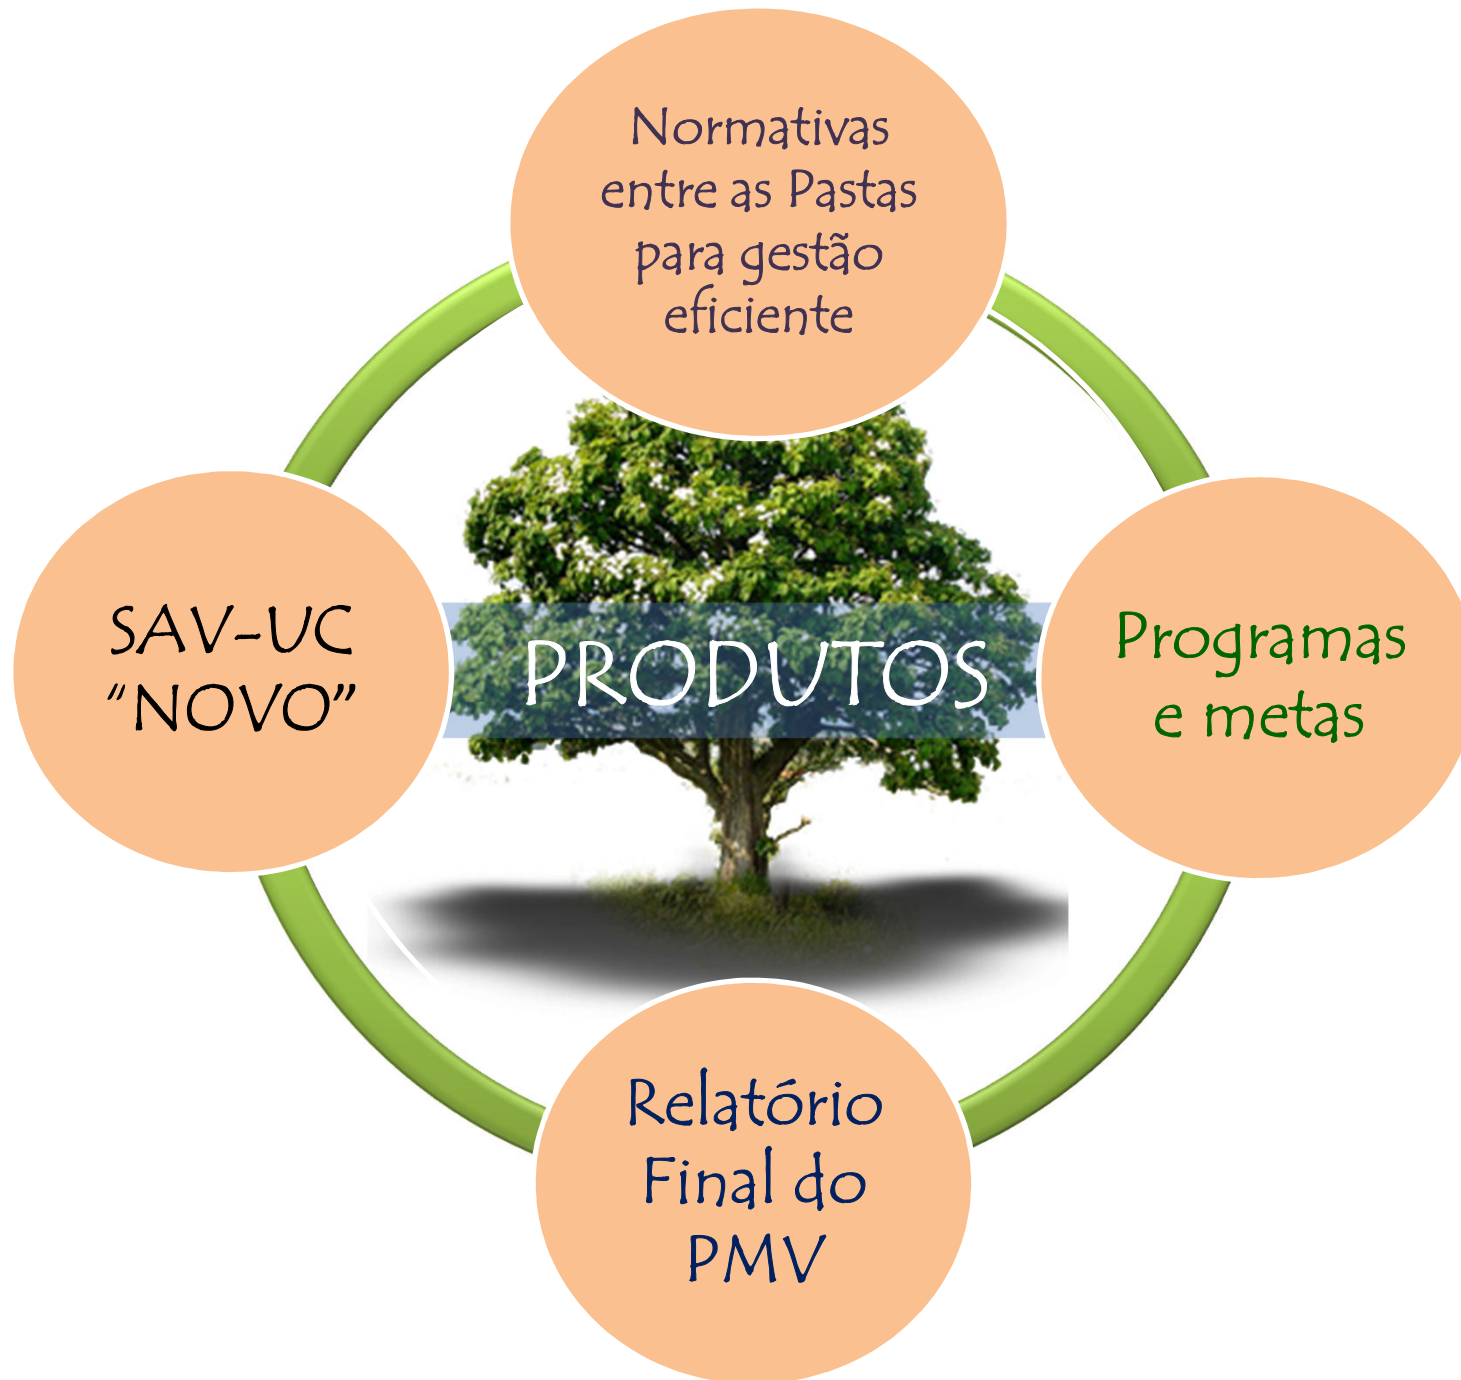 Normativas
entre as Pastas
para gestão
eficiente
SAV-UC
“NOVO”
PRODUTOS
Programas
e metas
Relatório
Final do
PMV